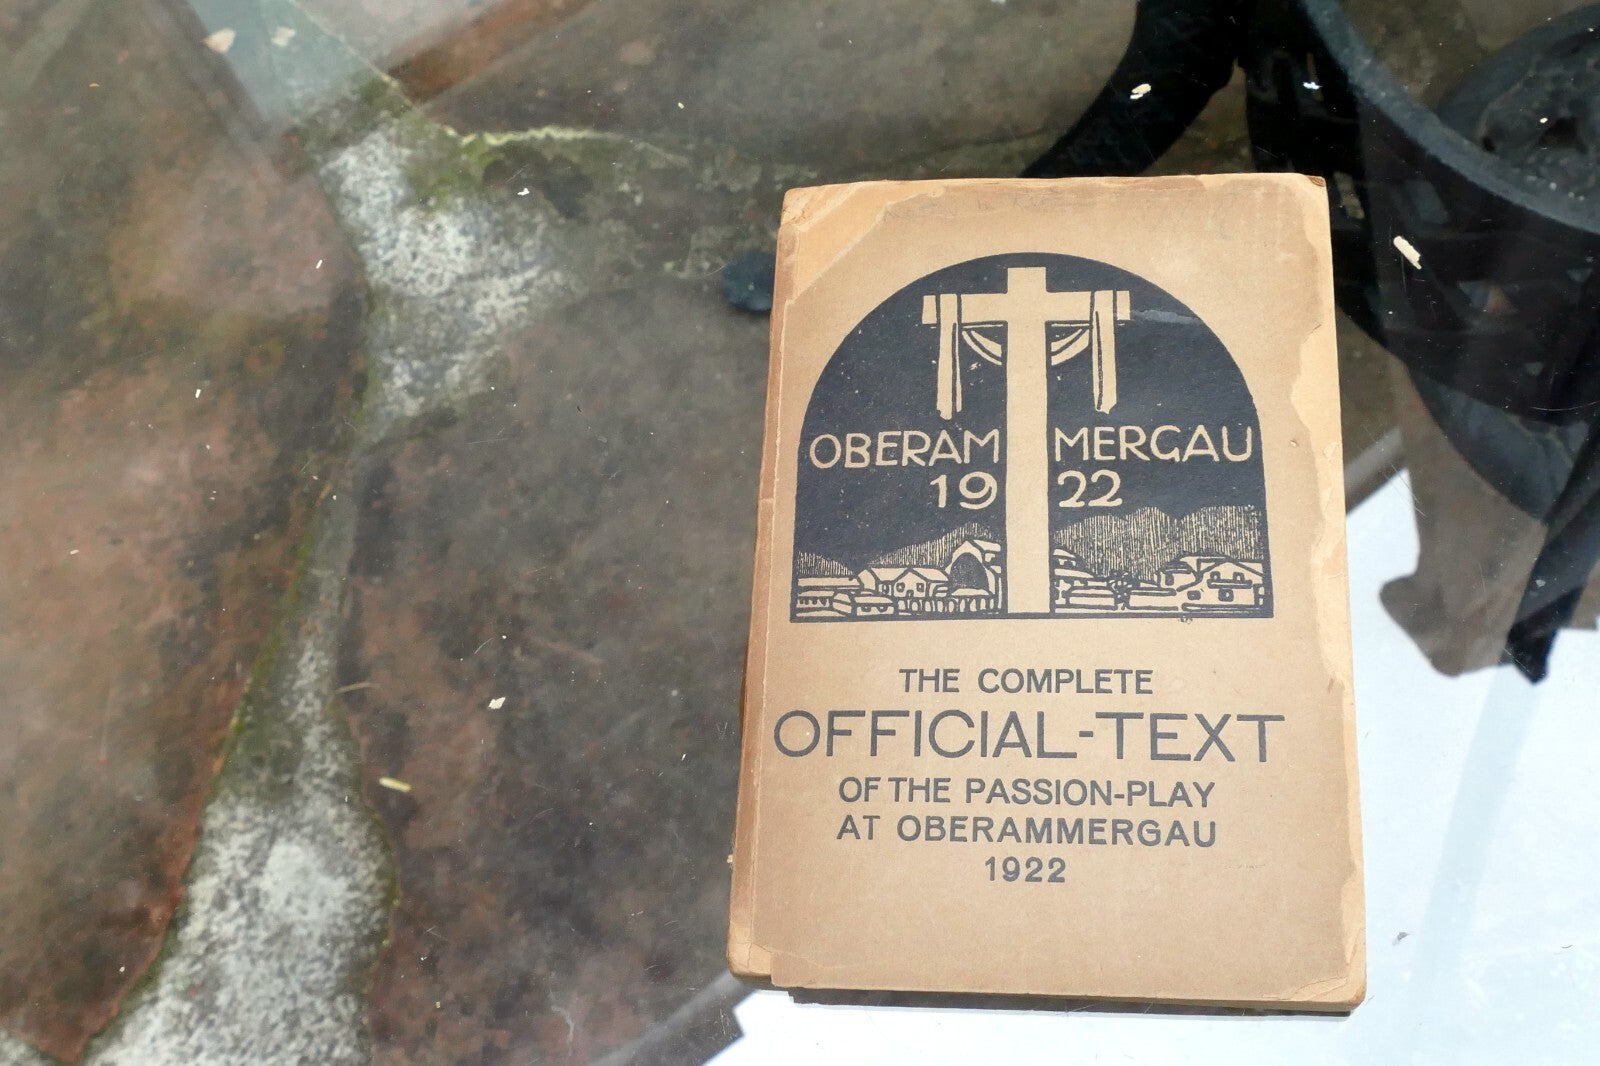 OBERAM MERGAU
19 22
THE COMPLETE
OFFICIAL-TEXT
OF THE PASSION-PLAY
AT OBERAMMERGAU
1922